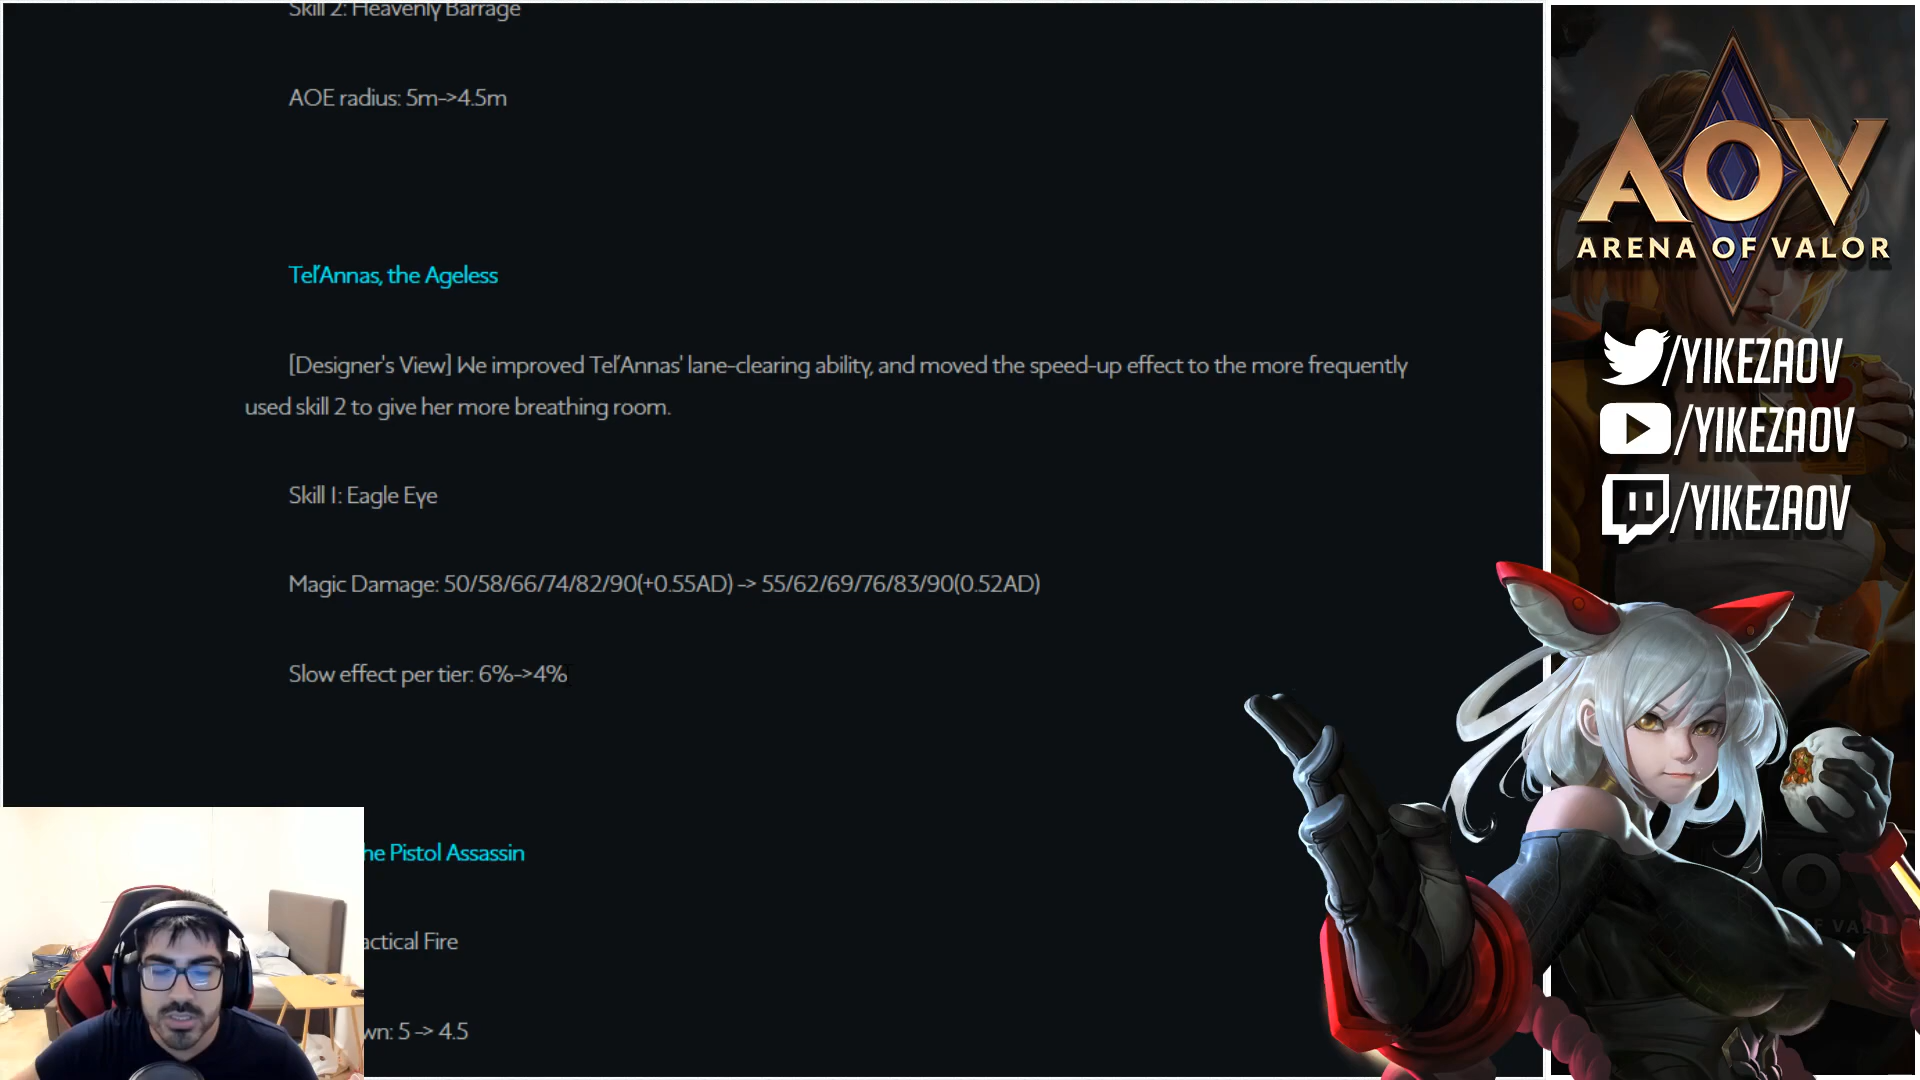 Skill 2: Heavenly Barrage
AOE radius: 5m->4.5m
Tel'Annas, the Ageless
[Designer's View] We improved Tel'Annas' lane-clearing ability, and moved the speed-up effect to the more frequently
used skill 2 to give her more breathing room.
Skill 1: Eagle Eye
Magic Damage: 50/58/66/74/82/90(+0.55AD) -> 55/62/69/76/83/90(0.52AD)
Slow effect per tier: 6%->4%
he Pistol Assassin
actical Fire
wn: 5 -> 4.5
AOV
ARENA OF VALOR
/YIKEZAOV
/YIKEZAOV
/YIKEZAOV